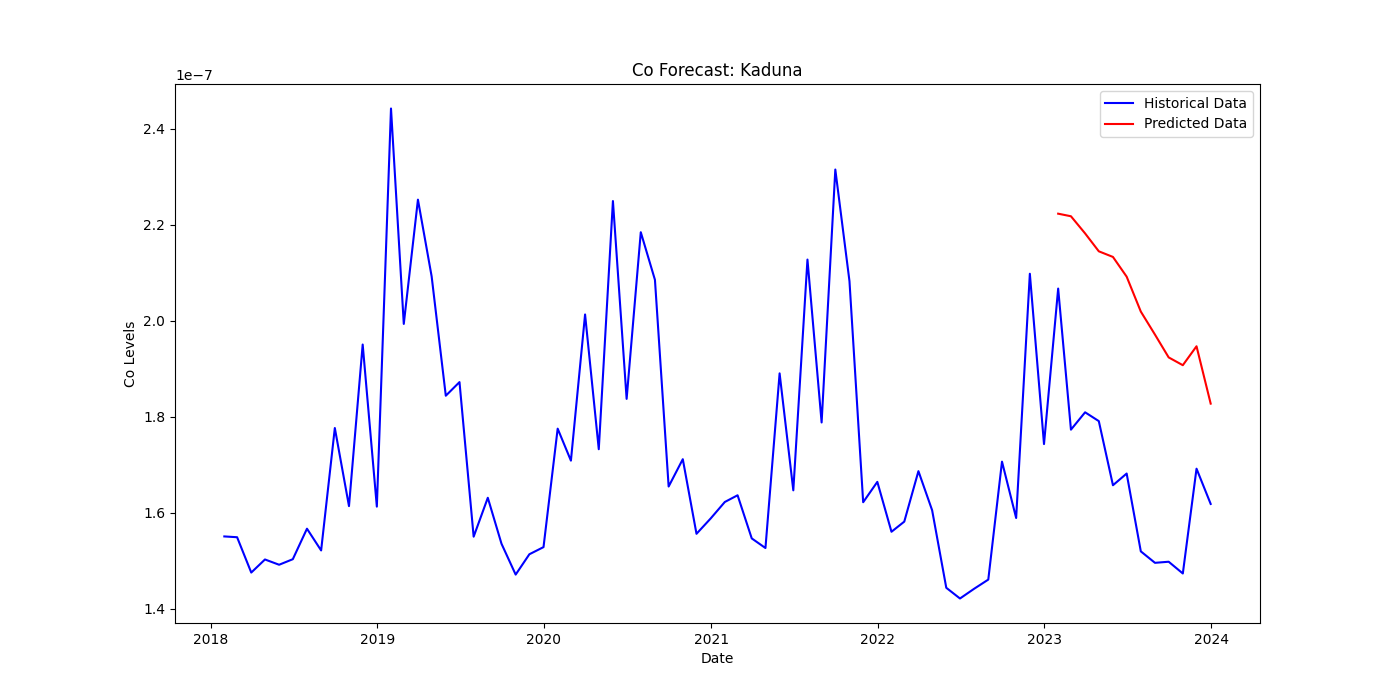 Co Forecast: Kaduna
1e−7
Historical Data
Predicted Data
2.4
2.2
2.0
1.8
1.6
1.4
Co Levels
2018
2019
2020
2021
2022
2023
2024
Date